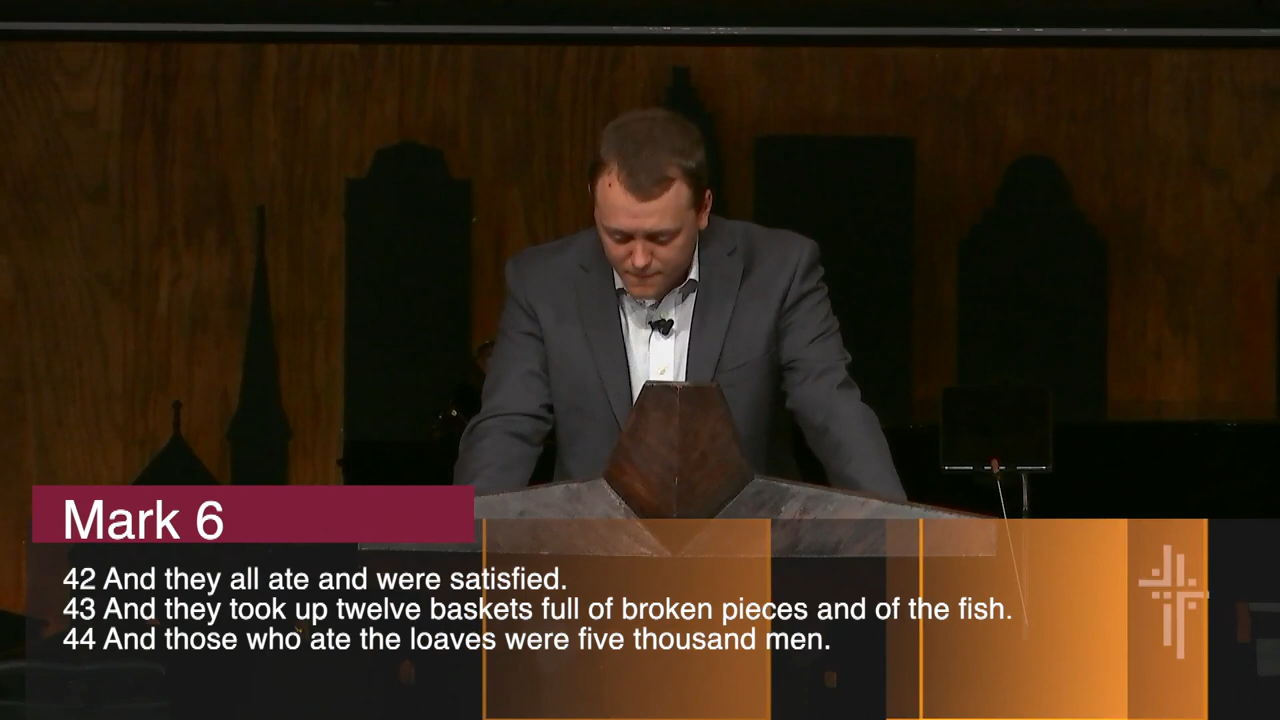 Mark 6
42 And they all ate and were satisfied.
43 And they took up twelve baskets full of broken pieces and of the fish.
44 And those who ate the loaves were five thousand men.